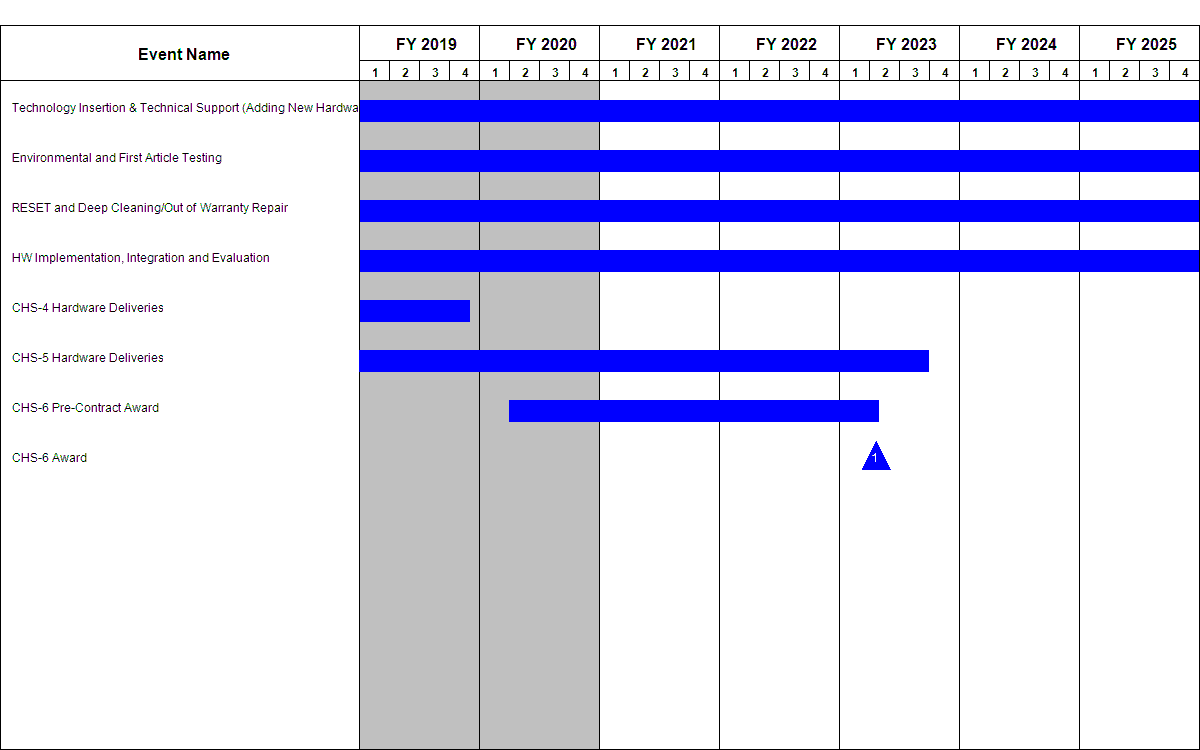 Event Name
FY 2019 FY 2020 FY 2021 FY 2022 FY 2023 FY 2024 FY 2025
1 2 3 4 1 2 3 4 1 2 3 4 1 2 3 4 1 2 3 4 1 2 3 4 1 2 3 4
Technology Insertion & Technical Support (Adding New Hardwa
Environmental and First Article Testing
RESET and Deep Cleaning/Out of Warranty Repair
HW Implementation, Integration and Evaluation
CHS-4 Hardware Deliveries
CHS-5 Hardware Deliveries
CHS-6 Pre-Contract Award
CHS-6 Award
1